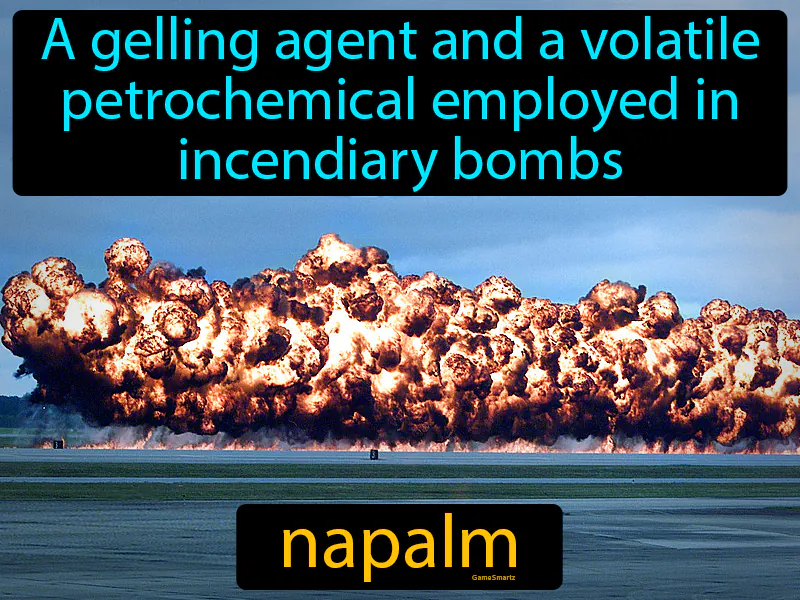 A gelling agent and a volatile
petrochemical employed in
incendiary bombs
napalm
GameSmartz